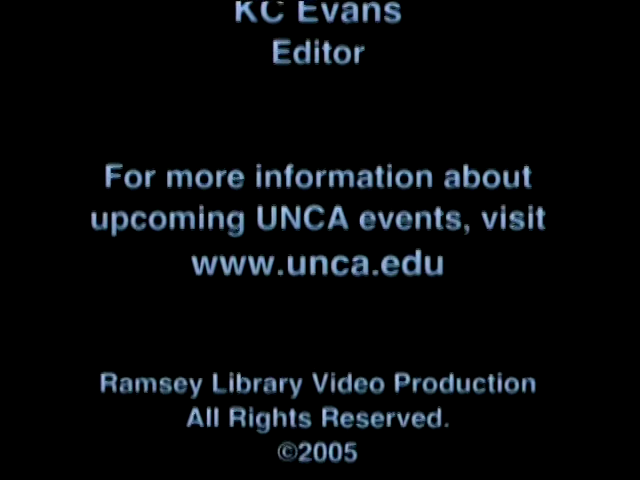 KC Evans
Editor
For more information about
upcoming UNCA events, visit
www.unca.edu
Ramsey Library Video Production
All Rights Reserved.
©2005